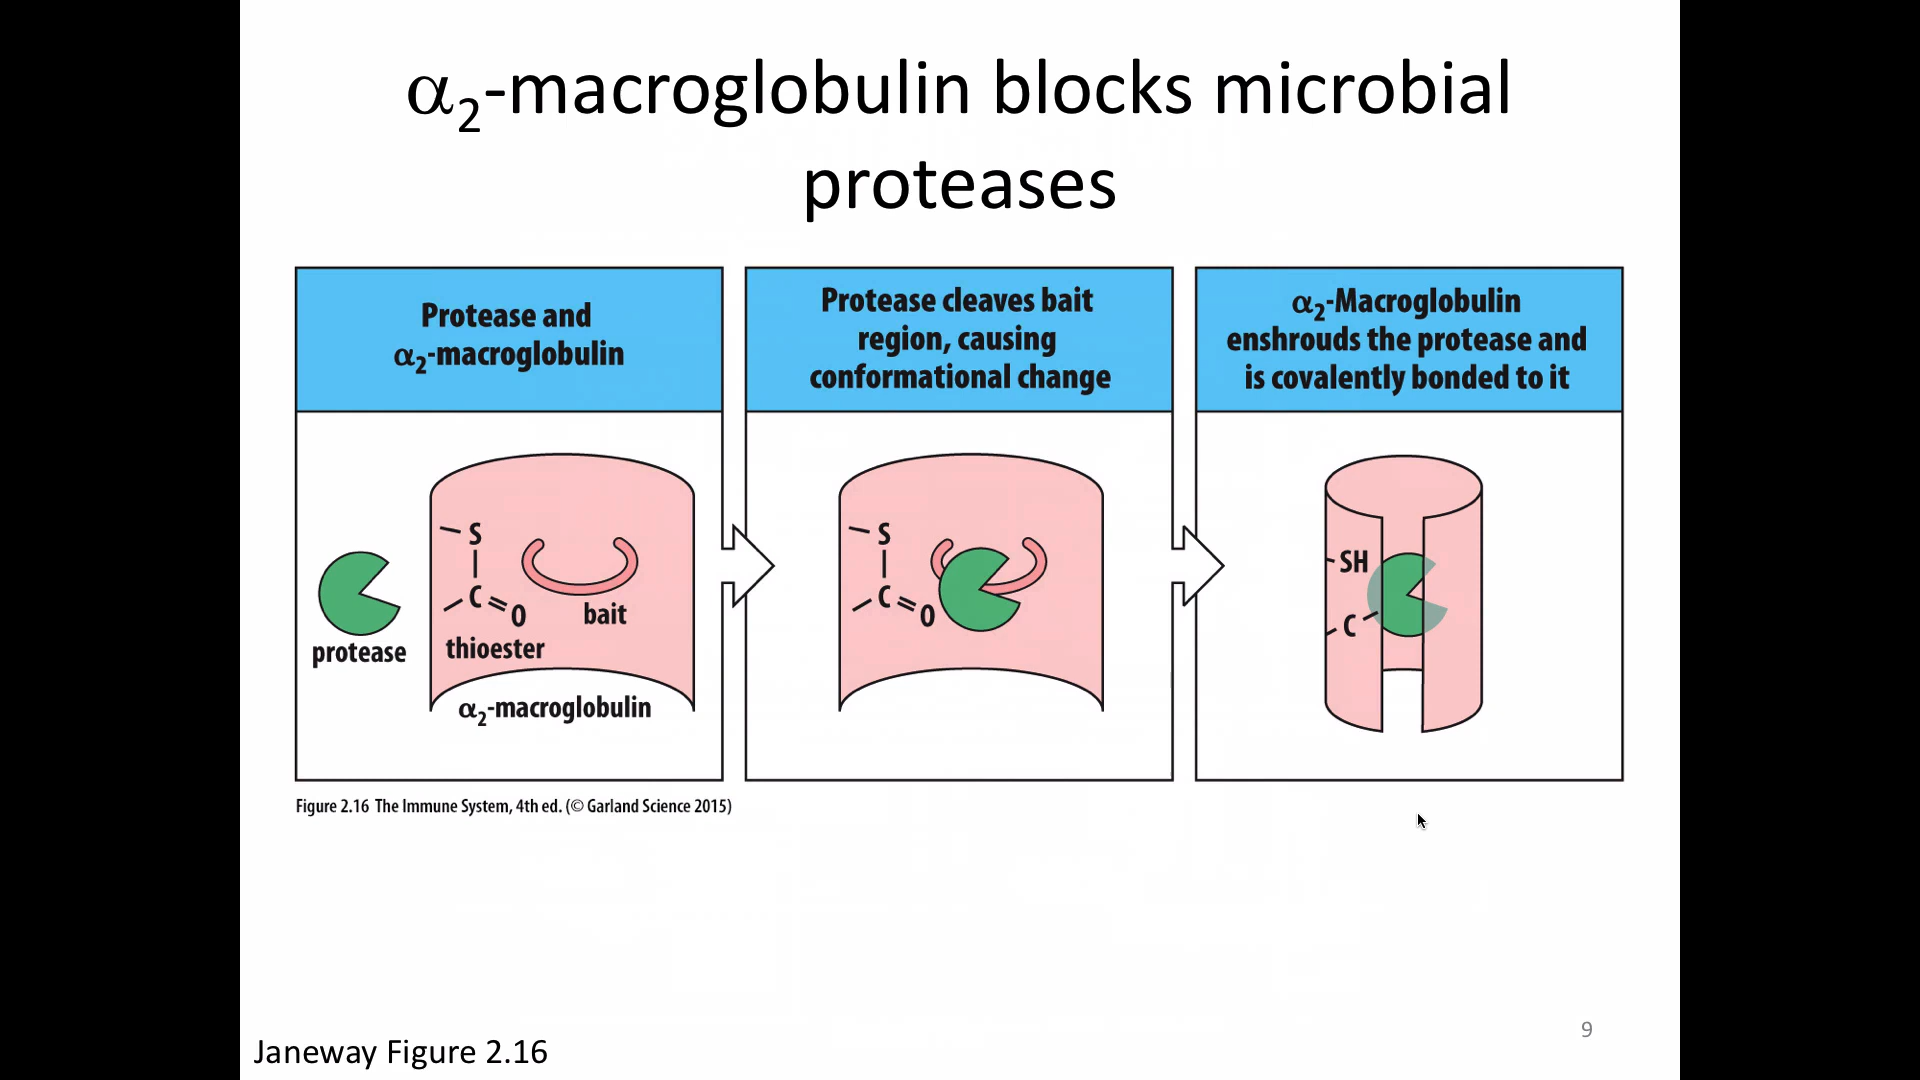 α₂-macroglobulin blocks microbial
proteases
Protease and
α₂-macroglobulin
Protease cleaves bait
region, causing
conformational change
α₂-Macroglobulin
enshrouds the protease and
is covalently bonded to it
S
C
O
bait
protease
thioester
α₂-macroglobulin
S
C
O
SH
C
Figure 2.16 The Immune System, 4th ed. (© Garland Science 2015)
9
Janeway Figure 2.16